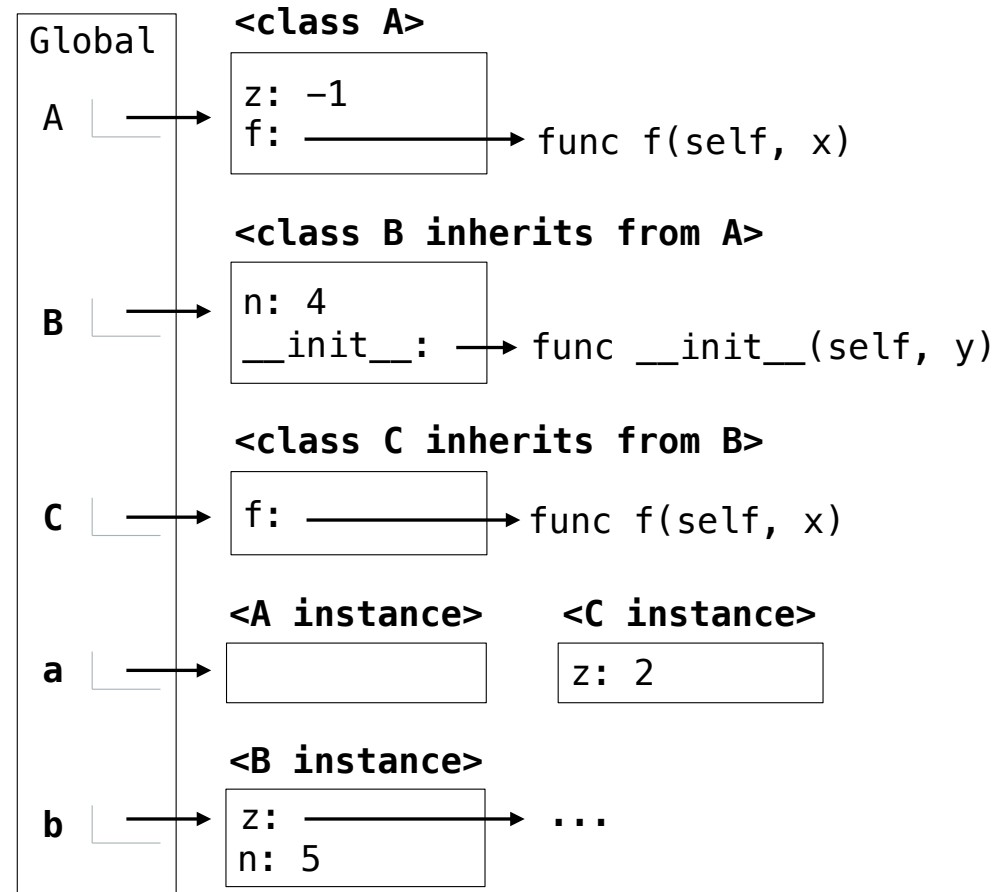 Global
<class A>
A
z: −1
f:
func f(self, x)
<class B inherits from A>
B
n: 4
__init__:
func __init__(self, y)
<class C inherits from B>
C
f:
func f(self, x)
<A instance>
<C instance>
a
z: 2
<B instance>
b
z:
...
n: 5